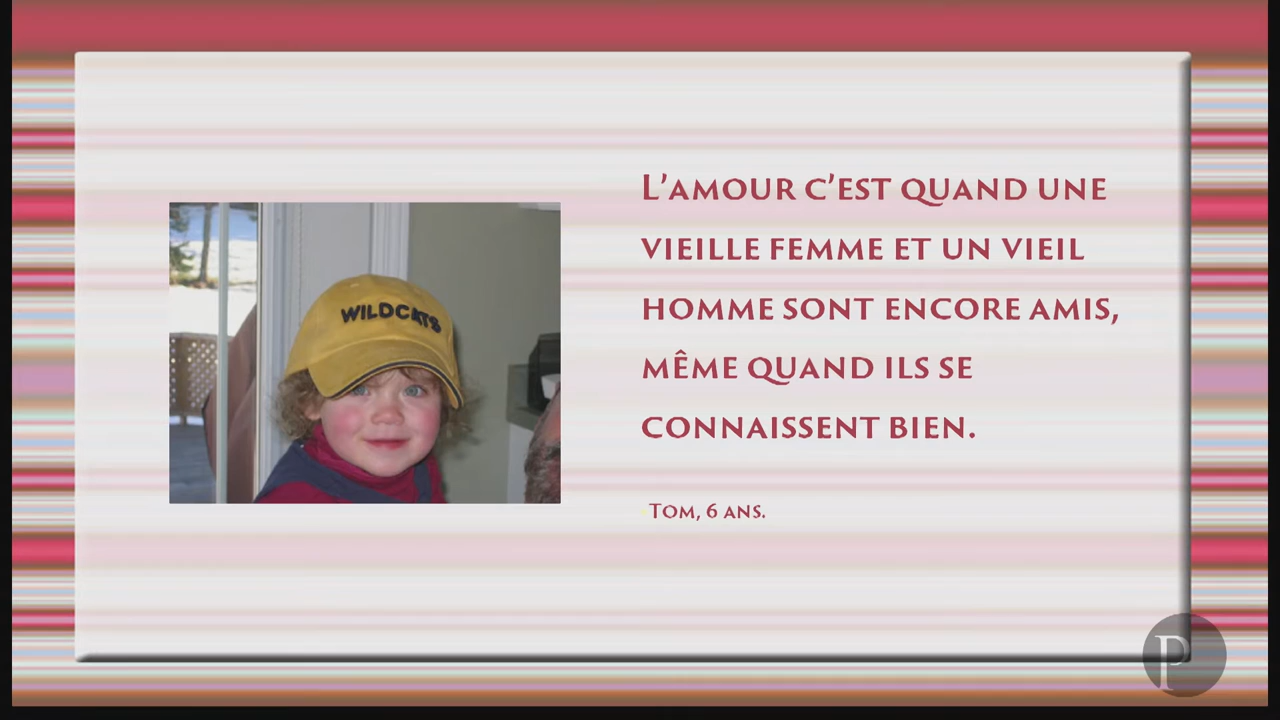 WILDCATS
L'AMOUR C'EST QUAND UNE
VIEILLE FEMME ET UN VIEIL
HOMME SONT ENCORE AMIS,
MÊME QUAND ILS SE
CONNAISSENT BIEN.
TOM, 6 ANS.
P